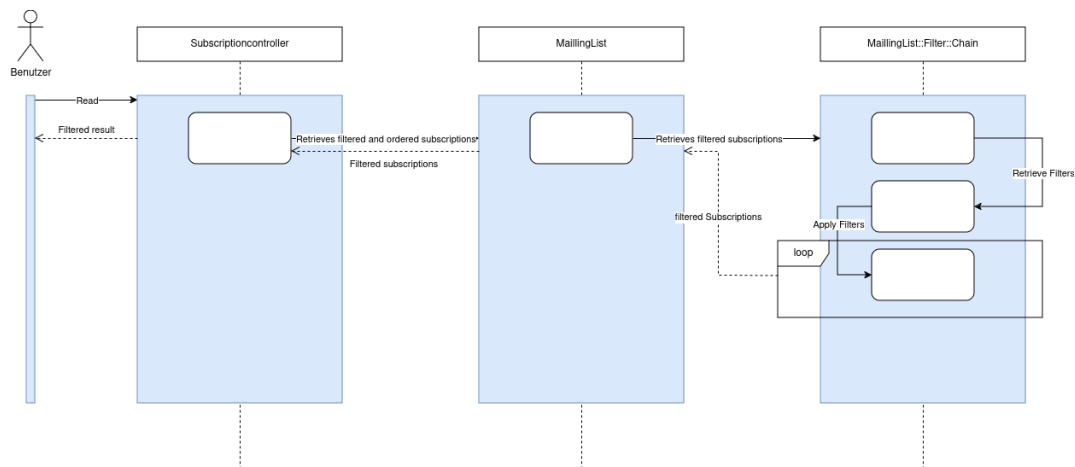 Benutzer
Subscriptioncontroller
MaillingList
MaillingList::Filter::Chain
Read
Filtered result
Retrieves filtered and ordered subscriptions
Filtered subscriptions
Retrieves filtered subscriptions
Retrieve Filters
filtered Subscriptions
Apply Filters
loop